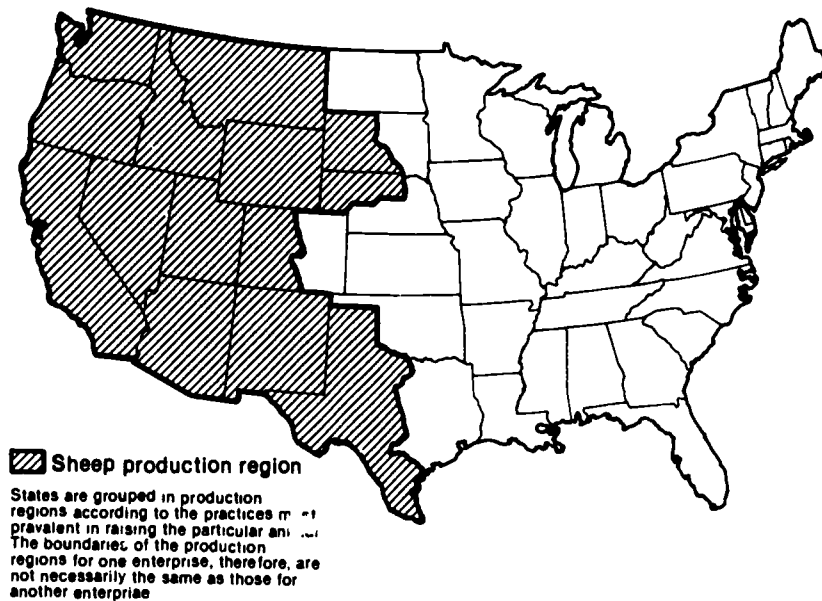 Sheep production region
States are grouped in production
regions according to the practices
pravalent in raising the particular
The boundaries of the production
regions for one enterprise, therefore, are
not necessarily the same as those for
another enterpriae